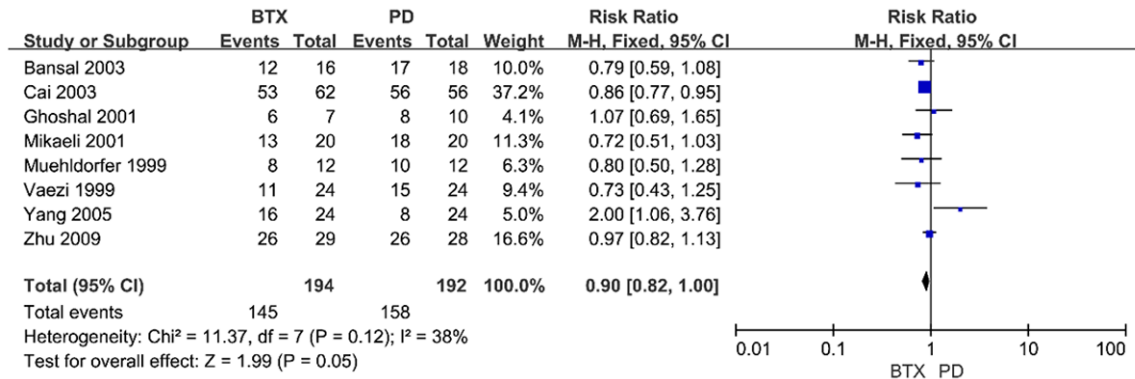 BTX PD Risk Ratio Risk Ratio
Study or Subgroup Events Total Events Total Weight M-H, Fixed, 95% CI M-H, Fixed, 95% CI
Bansal 2003 12 16 17 18 10.0% 0.79 [0.59, 1.08]
Cai 2003 53 62 56 56 37.2% 0.86 [0.77, 0.95]
Ghoshal 2001 6 7 8 10 4.1% 1.07 [0.69, 1.65]
Mikaeli 2001 13 20 18 20 11.3% 0.72 [0.51, 1.03]
Muehldorfer 1999 8 12 10 12 6.3% 0.80 [0.50, 1.28]
Vaezi 1999 11 24 15 24 9.4% 0.73 [0.43, 1.25]
Yang 2005 16 24 8 24 5.0% 2.00 [1.06, 3.76]
Zhu 2009 26 29 26 28 16.6% 0.97 [0.82, 1.13]
Total (95% CI) 194 192 100.0% 0.90 [0.82, 1.00]
Total events 145 158
Heterogeneity: Chi² = 11.37, df = 7 (P = 0.12); I² = 38%
Test for overall effect: Z = 1.99 (P = 0.05)
0.01 0.1 1 10 100
BTX PD